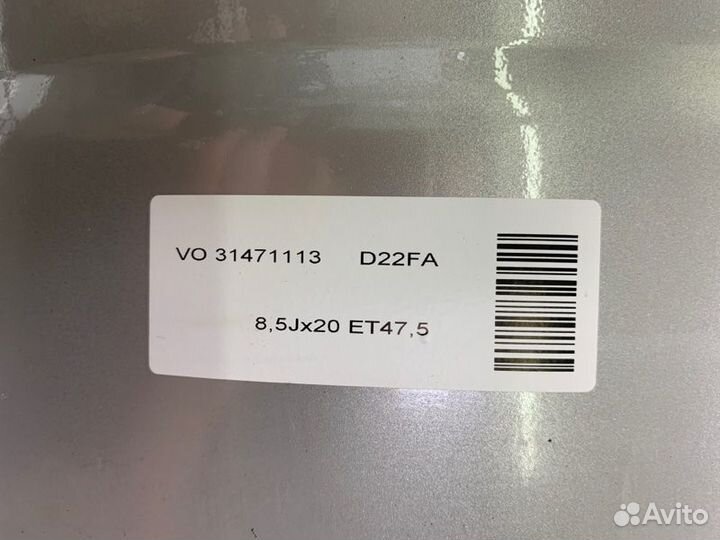 VO 31471113 D22FA
8,5Jx20 ET47,5
Avito